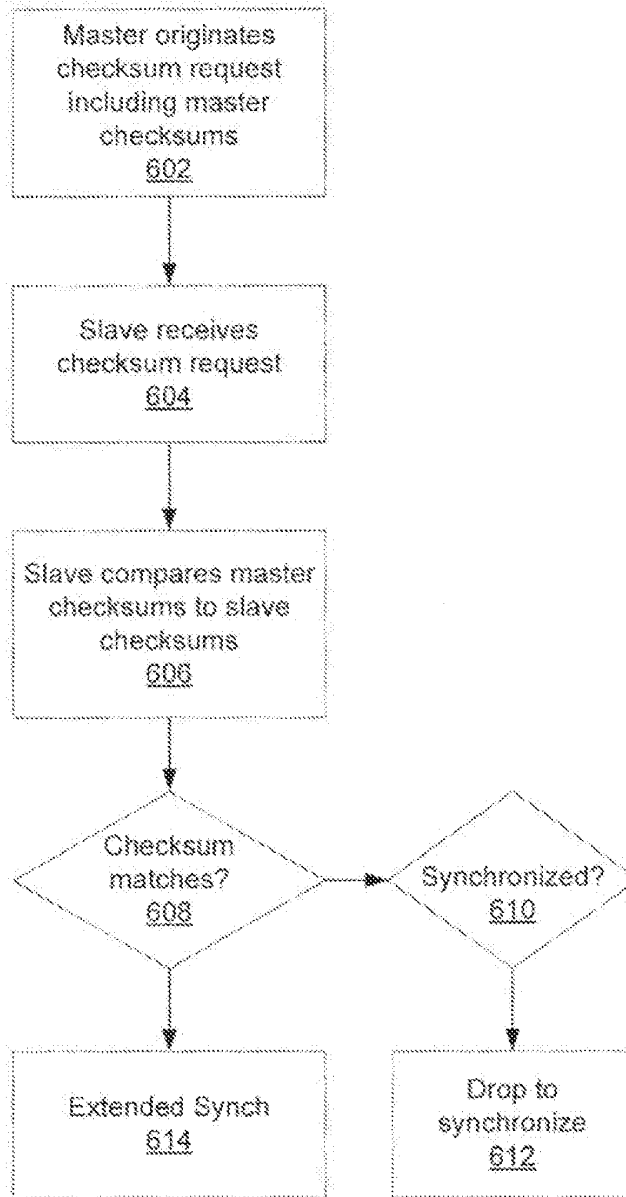 Master originates
checksum request
including master
checksums
602
Slave receives
checksum request
604
Slave compares master
checksums to slave
checksums
606
Checksum
matches?
608
Synchronized?
610
Extended Synch
614
Drop to
synchronize
612